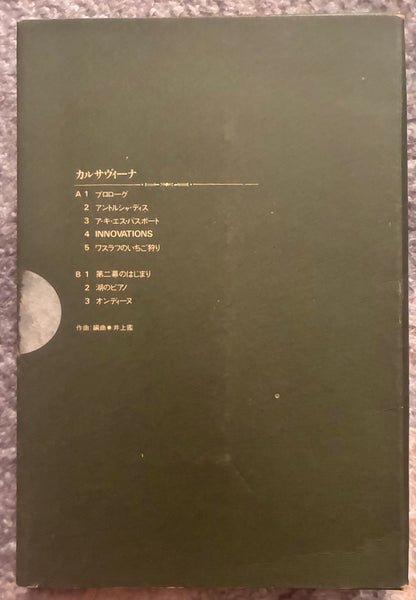 カルサヴィーナ
A 1 プロローグ
2 アントルシャ・ディス
3 ア・キ・エス・パスポート
4 INNOVATIONS
5 ワスラフのいちご狩り
B 1 第二幕のはじまり
2 湖のピアノ
3 オンディーヌ
作曲:編曲●井上鑑